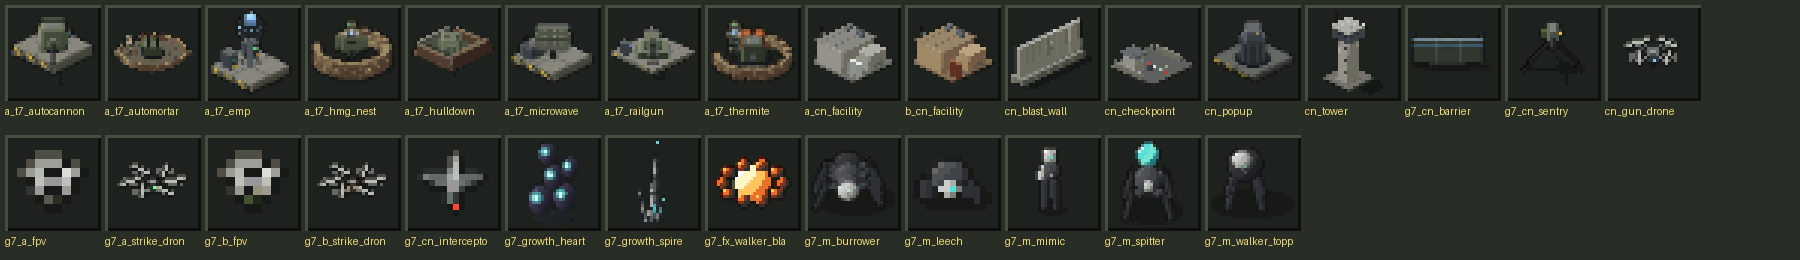 a_t7_autocannon a_t7_automortar a_t7_emp a_t7_hmg_nest a_t7_hulldown a_t7_microwave a_t7_railgun a_t7_thermite a_cn_facility b_cn_facility cn_blast_wall cn_checkpoint cn_popup cn_tower g7_cn_barrier g7_cn_sentry cn_gun_drone
g7_a_fpv g7_a_strike_dron g7_b_fpv g7_b_strike_dron g7_cn_intercepto g7_growth_heart g7_growth_spire g7_fx_walker_bla g7_m_burrower g7_m_leech g7_m_mimic g7_m_spitter g7_m_walker_topp